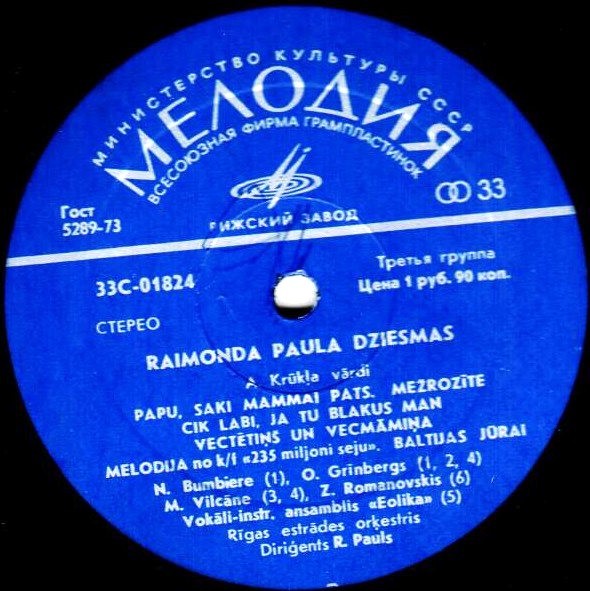 МИНИСТЕРСТВО КУЛЬТУРЫ СССР
МЕЛОДИЯ
ВСЕСОЮЗНАЯ ФИРМА ГРАМПЛАСТИНОК
33
Гост
5289-73
РИЖСКИЙ ЗАВОД
33С-01824
Третья группа
Цена 1 руб. 90 коп.
СТЕРЕО
RAIMONDA PAULA DZIESMAS
A. Krūkļa vārdi
PAPU, SAKI MAMMAI PATS. MEŽROZĪTE
CIK LABI, JA TU BLAKUS MAN
VECTĒTIŅŠ UN VECMĀMIŅA
MELODIJA no k/f «235 miljoni seju». BALTIJAS JŪRAI
N. Bumbiere (1), O. Grīnbergs (1, 2, 4)
M. Vilcāne (3, 4), Z. Romanovskis (6)
Vokāli-instr. ansamblis «Eolika» (5)
Rīgas estrādes orķestris
Diriģents R. Pauls